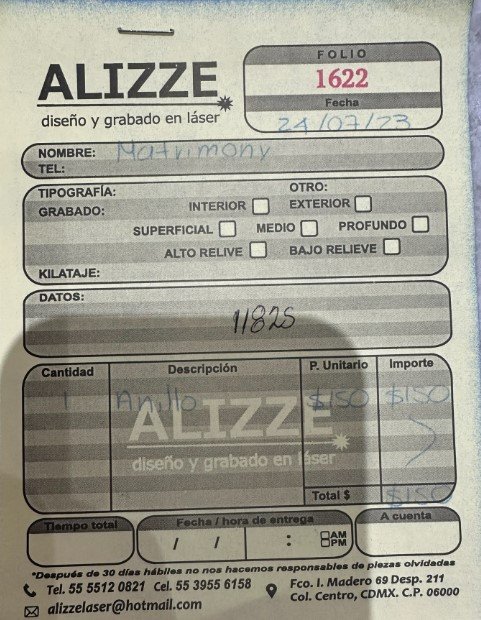 FOLIO
ALIZZE
1622
diseño y grabado en láser
Fecha
24/07/23
NOMBRE: Matrimony
TEL:
TIPOGRAFÍA: OTRO:
GRABADO: INTERIOR EXTERIOR
SUPERFICIAL MEDIO PROFUNDO
ALTO RELIVE BAJO RELIEVE
KILATAJE:
DATOS:
11825
Cantidad Descripción P. Unitario Importe
1 Anillo $150 $150
ALIZZE
diseño y grabado en láser
Total $ $150
Tiempo total Fecha / hora de entrega A cuenta
/ / : AM
PM
*Después de 30 días hábiles no nos hacemos responsables de piezas olvidadas
Tel. 55 5512 0821 Cel. 55 3955 6158 Fco. I. Madero 69 Desp. 211
alizzelaser@hotmail.com Col. Centro, CDMX. C.P. 06000